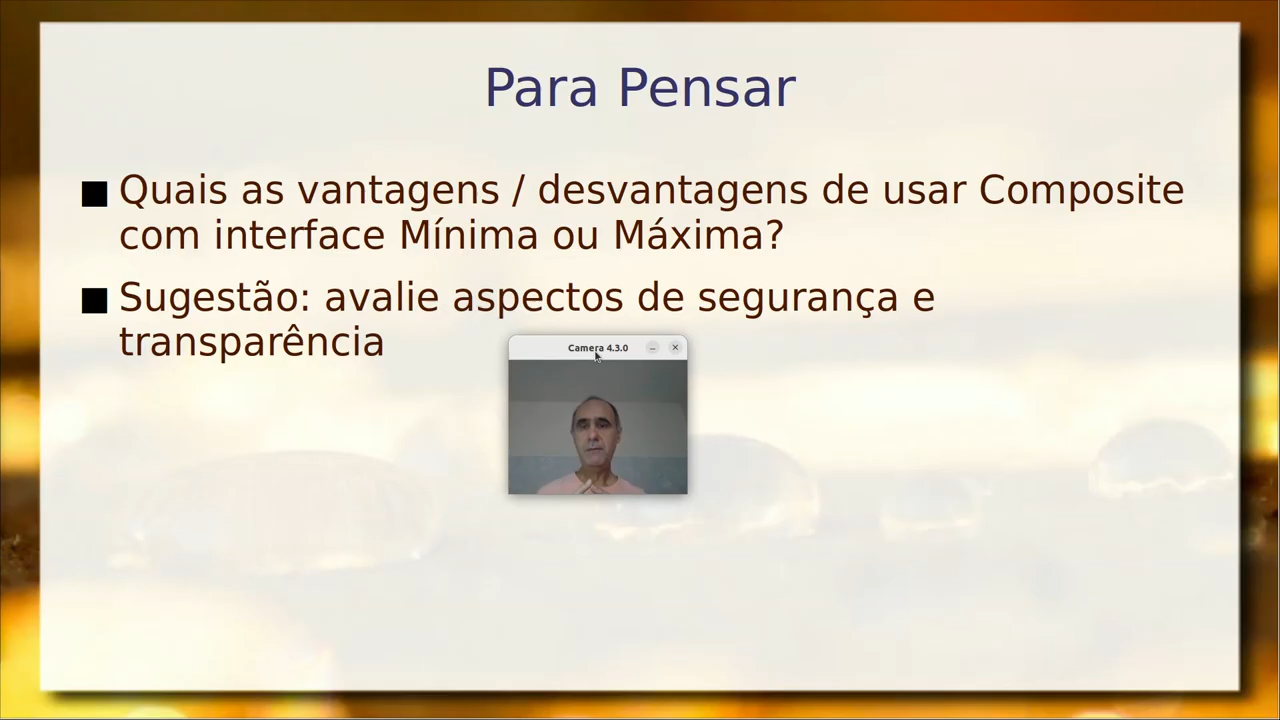 Para Pensar
Quais as vantagens / desvantagens de usar Composite
com interface Mínima ou Máxima?
Sugestão: avalie aspectos de segurança e
transparência
Camera 4.3.0